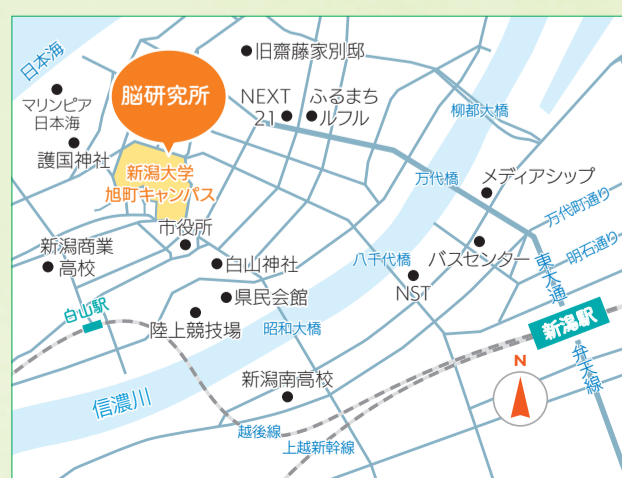 日本海
旧齋藤家別邸
脳研究所
マリンピア
日本海
NEXT
21
ふるまち
ルフル
柳都大橋
護国神社
新潟大学
旭町キャンパス
万代橋
メディアシップ
万代町通り
市役所
新潟商業
高校
白山神社
八千代橋
バスセンター
東大通
明石通り
NST
県民会館
白山駅
陸上競技場
昭和大橋
新潟駅
弁天線
N
新潟南高校
信濃川
越後線
上越新幹線